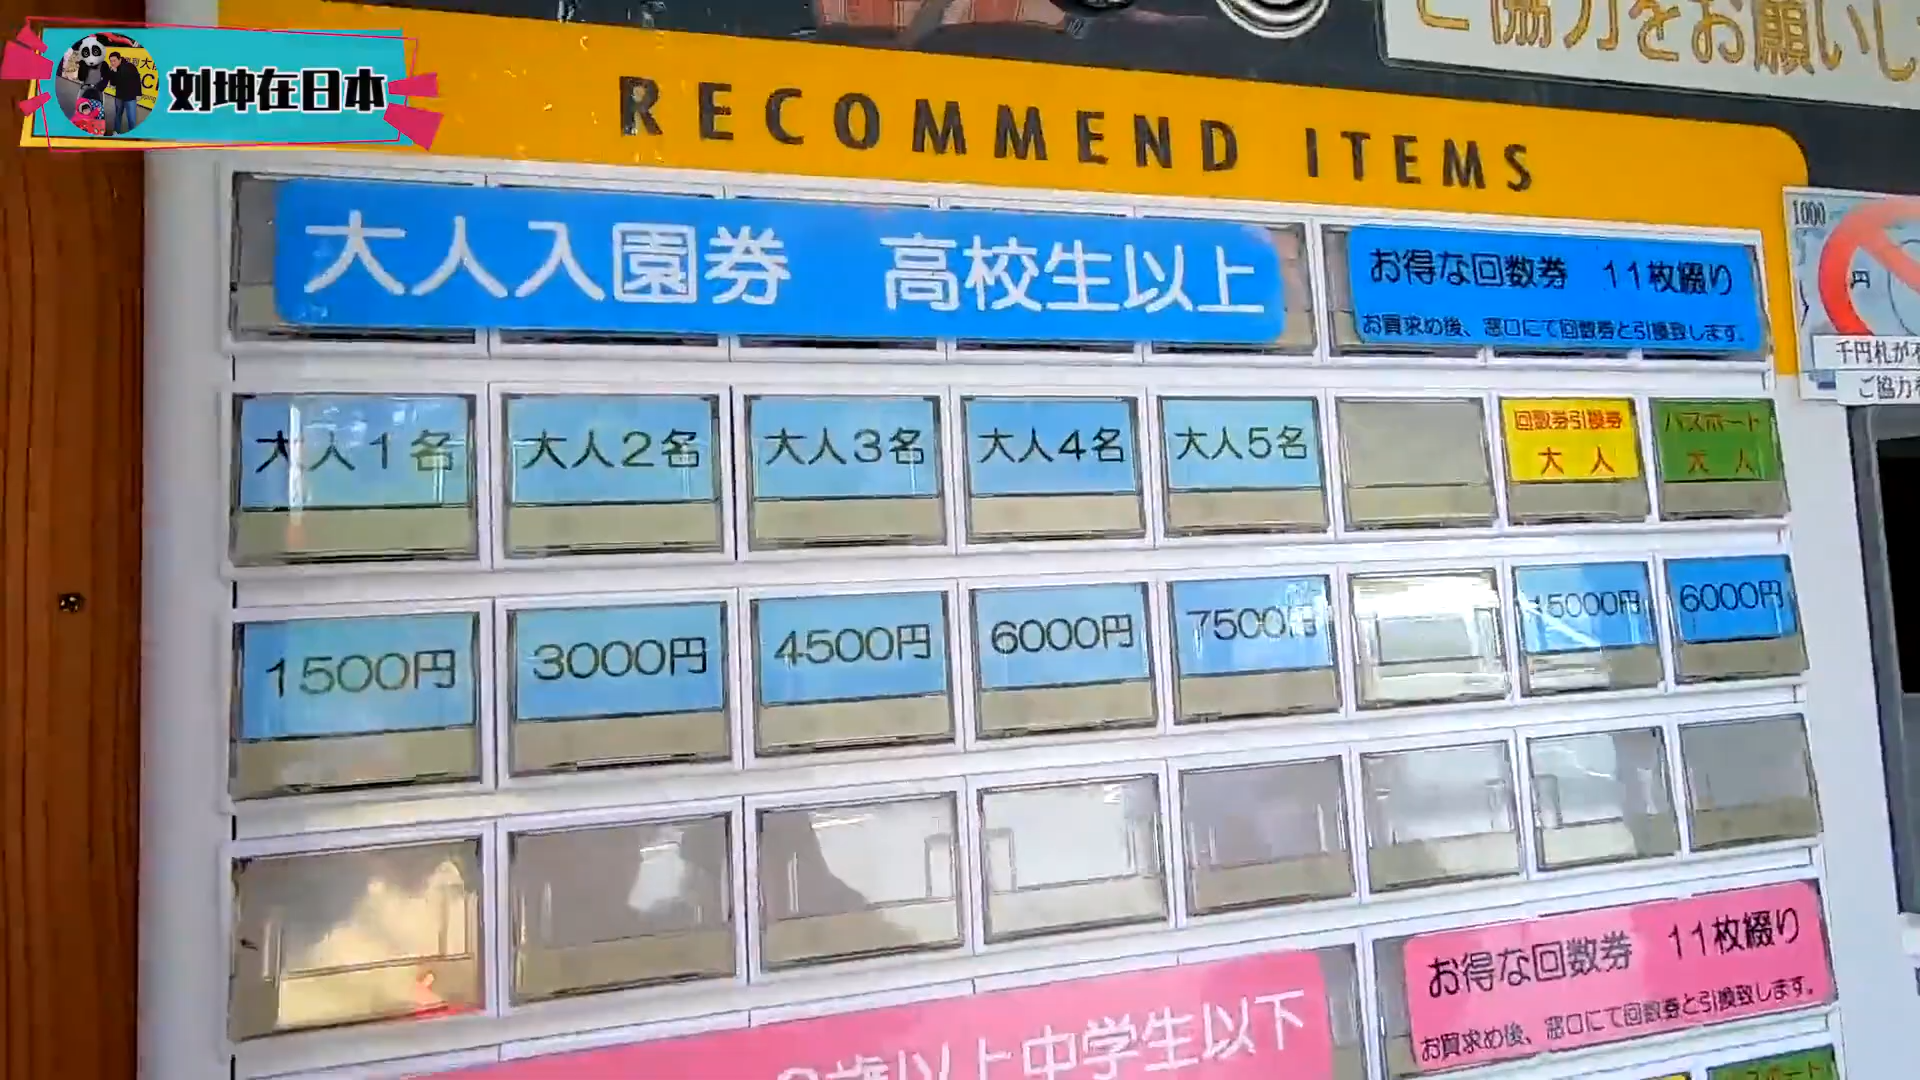 刘坤在日本
ご協力をお願いし
RECOMMEND ITEMS
大人入園券 高校生以上
お得な回数券 11枚綴り
お買求め後、窓口にて回数券と引換致します。
1000
円
千円札が
ご協力
大人1名
大人2名
大人3名
大人4名
大人5名
回数券引換券
大人
パスポート
大人
1500円
3000円
4500円
6000円
7500円
15000円
6000円
お得な回数券 11枚綴り
お買求め後、窓口にて回数券と引換致します。
歳以上中学生以下